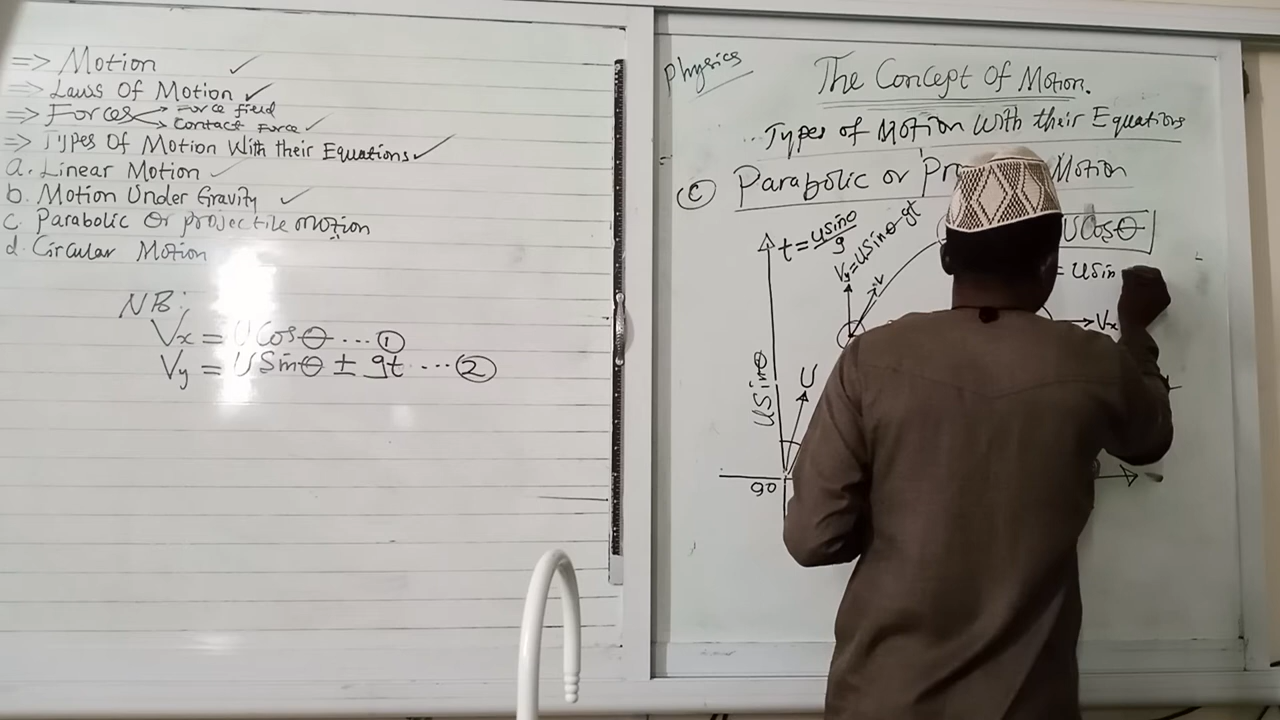 => Motion ✓
=> Laws Of Motion ✓
=> Forces → Force field
→ Contact Force ✓
=> Types Of Motion With their Equations ✓
a. Linear Motion ✓
b. Motion Under Gravity ✓
c. Parabolic Or projectile motion
d. Circular Motion
NB:
Vx = UCosθ ... ①
Vy = USinθ ± gt ... ②
Physics
The Concept Of Motion.
Types of Motion With their Equations
(C) Parabolic or Motion
t = usinθ/g
Vy = USinθ-gt
V
UCosθ
= usin
Vx
USinθ
U
90